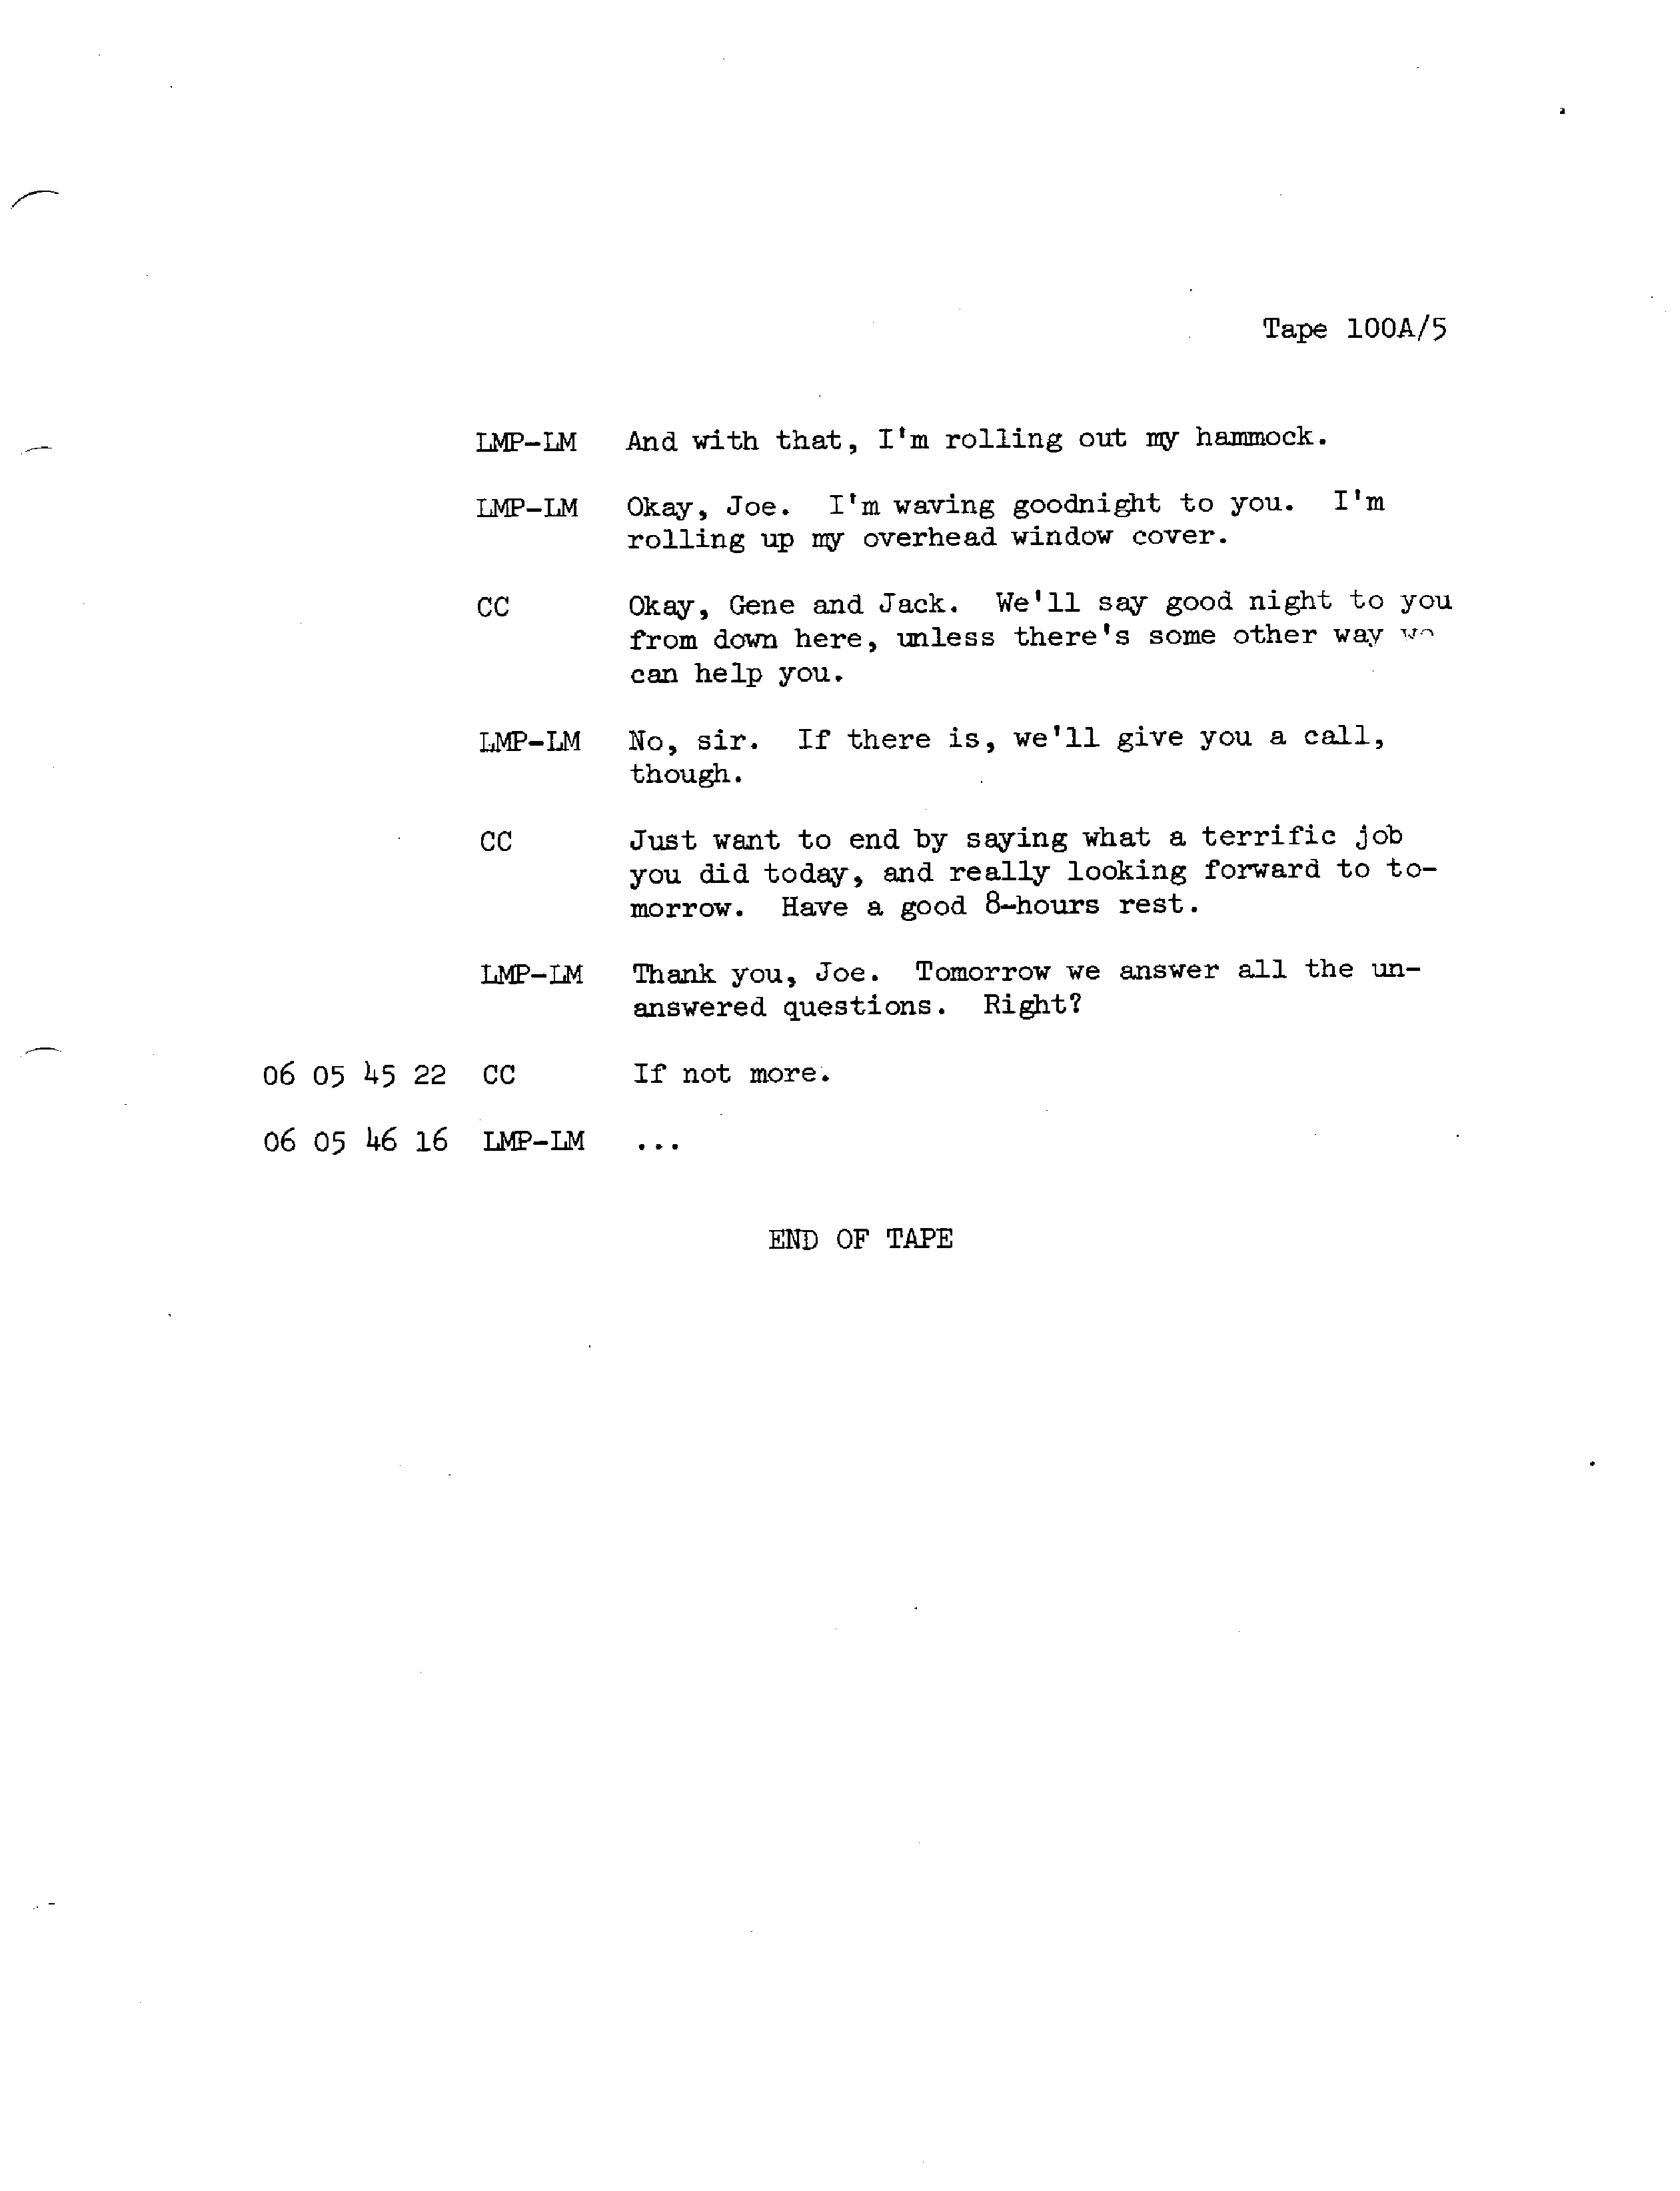 Tape 100A/5
LMP-LM And with that, I'm rolling out my hammock.
LMP-LM Okay, Joe. I'm waving goodnight to you. I'm
rolling up my overhead window cover.
CC Okay, Gene and Jack. We'll say good night to you
from down here, unless there's some other way
can help you.
LMP-LM No, sir. If there is, we'll give you a call,
though.
CC Just want to end by saying what a terrific job
you did today, and really looking forward to to-
morrow. Have a good 8-hours rest.
LMP-LM Thank you, Joe. Tomorrow we answer all the un-
answered questions. Right?
06 05 45 22 CC If not more.
06 05 46 16 LMP-LM ...
END OF TAPE